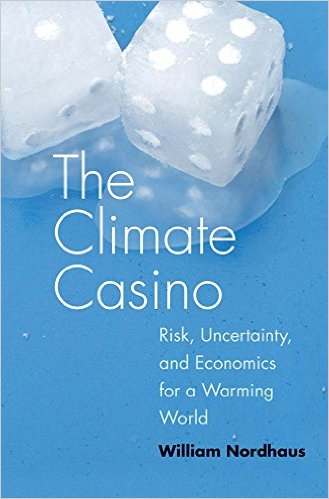 The
Climate
Casino
Risk, Uncertainty,
and Economics
for a Warming
World
William Nordhaus